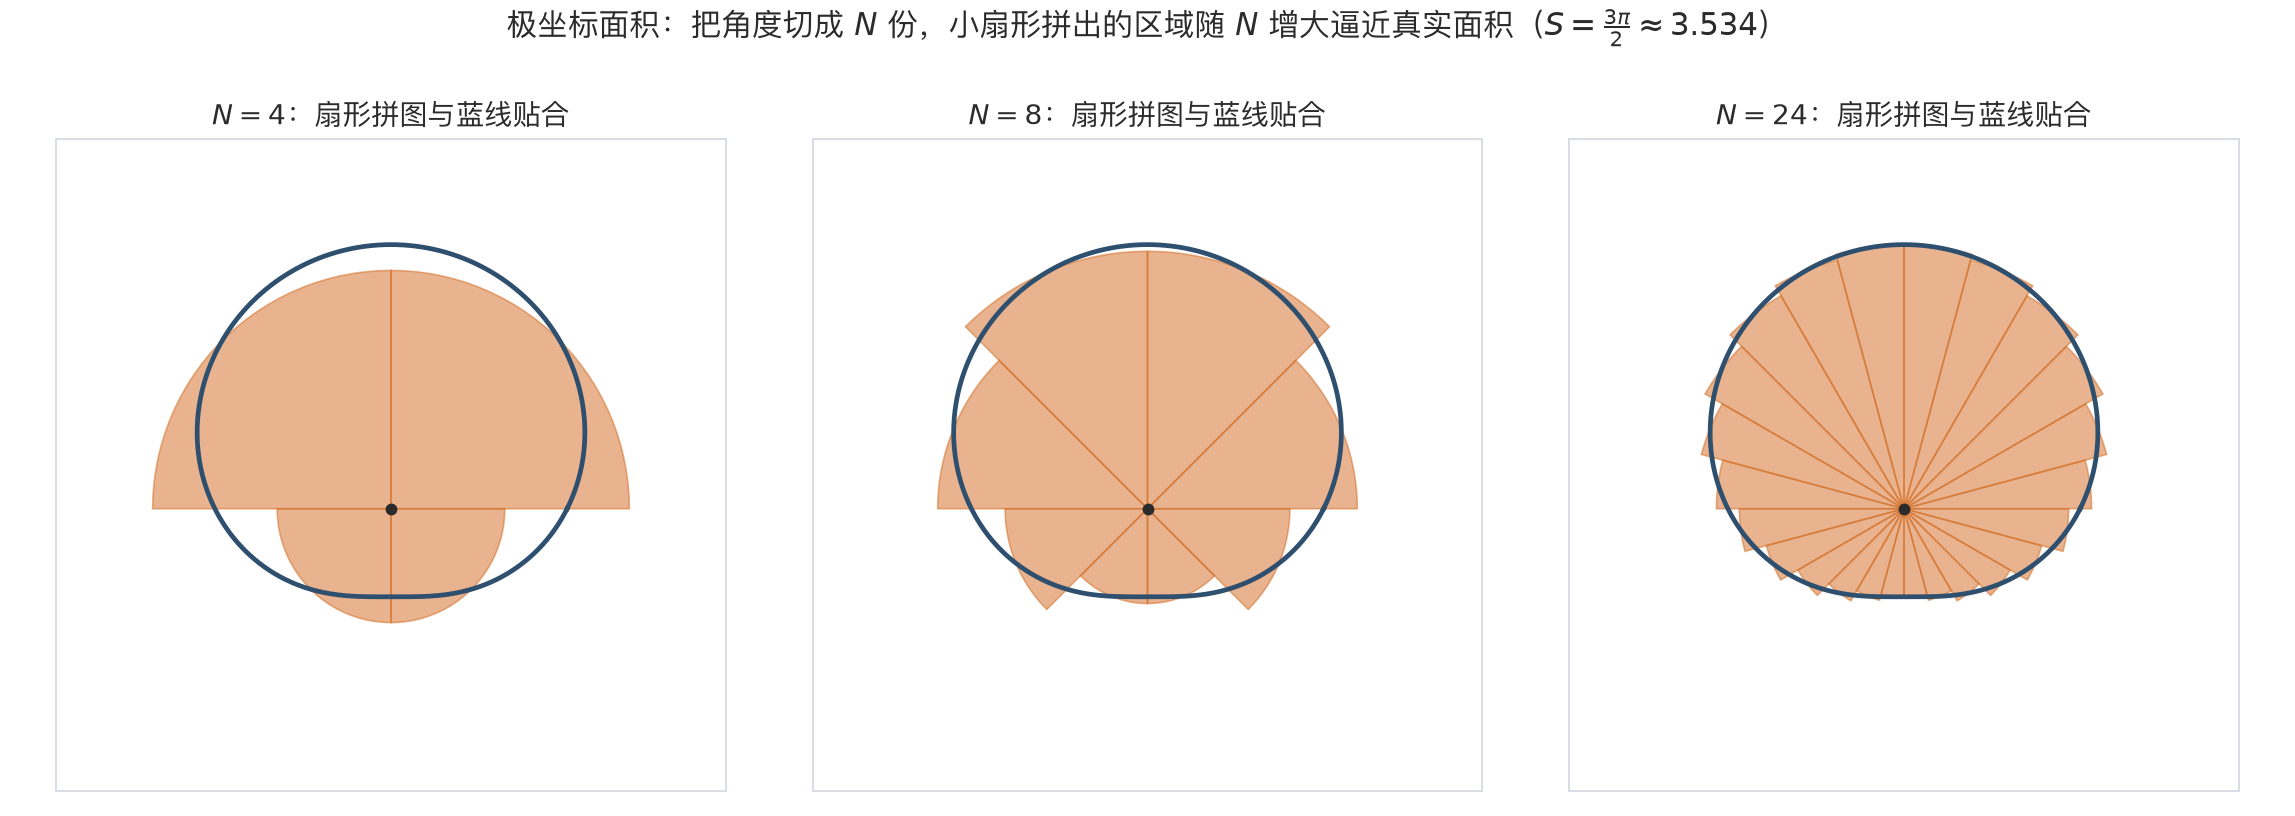 极坐标面积：把角度切成 N 份，小扇形拼出的区域随 N 增大逼近真实面积（S = 3π/2 ≈ 3.534）
N = 4：扇形拼图与蓝线贴合
N = 8：扇形拼图与蓝线贴合
N = 24：扇形拼图与蓝线贴合